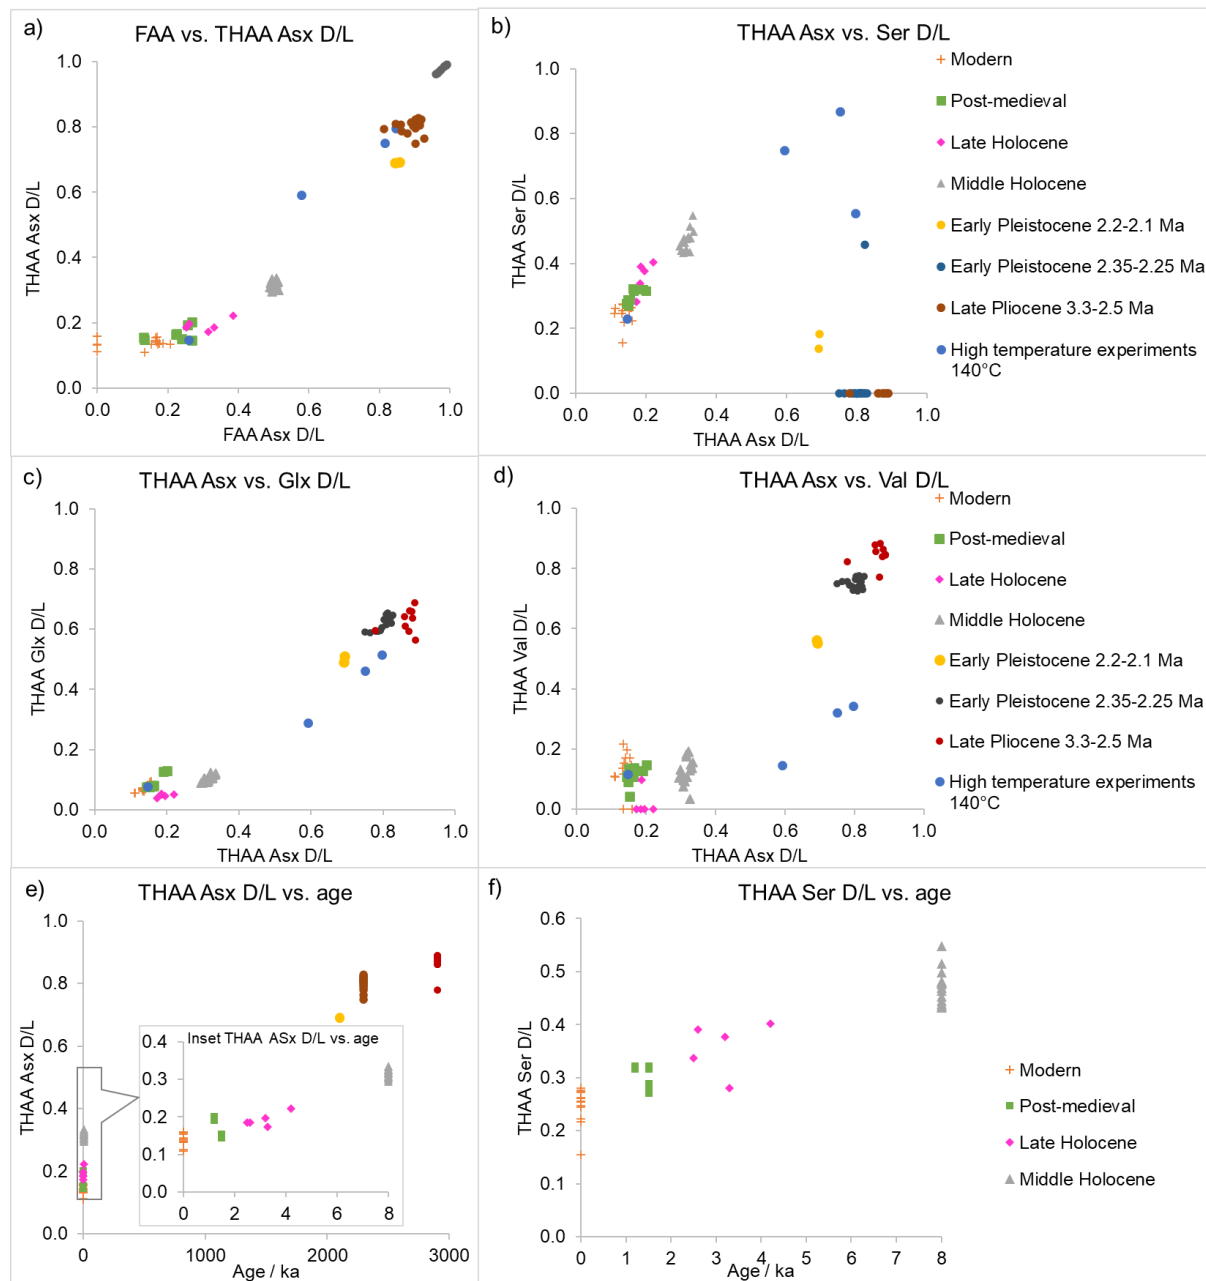 a)
FAA vs. THAA Asx D/L
1.0
0.8
0.6
0.4
0.2
0.0
THAA Asx D/L
0.0 0.2 0.4 0.6 0.8 1.0
FAA Asx D/L
b)
THAA Asx vs. Ser D/L
1.0
0.8
0.6
0.4
0.2
0.0
THAA Ser D/L
0.0 0.2 0.4 0.6 0.8 1.0
THAA Asx D/L
Modern
Post-medieval
Late Holocene
Middle Holocene
Early Pleistocene 2.2-2.1 Ma
Early Pleistocene 2.35-2.25 Ma
Late Pliocene 3.3-2.5 Ma
High temperature experiments
140°C
c)
THAA Asx vs. Glx D/L
1.0
0.8
0.6
0.4
0.2
0.0
THAA Glx D/L
0.0 0.2 0.4 0.6 0.8 1.0
THAA Asx D/L
d)
THAA Asx vs. Val D/L
1.0
0.8
0.6
0.4
0.2
0.0
THAA Val D/L
0.0 0.2 0.4 0.6 0.8 1.0
THAA Asx D/L
Modern
Post-medieval
Late Holocene
Middle Holocene
Early Pleistocene 2.2-2.1 Ma
Early Pleistocene 2.35-2.25 Ma
Late Pliocene 3.3-2.5 Ma
High temperature experiments
140°C
e)
THAA Asx D/L vs. age
1.0
0.8
0.6
0.4
0.2
0.0
THAA Asx D/L
0 1000 2000 3000
Age / ka
Inset THAA ASx D/L vs. age
0.4
0.3
0.2
0.1
0.0
0 2 4 6 8
f)
THAA Ser D/L vs. age
0.6
0.5
0.4
0.3
0.2
0.1
0.0
THAA Ser D/L
0 1 2 3 4 5 6 7 8
Age / ka
Modern
Post-medieval
Late Holocene
Middle Holocene